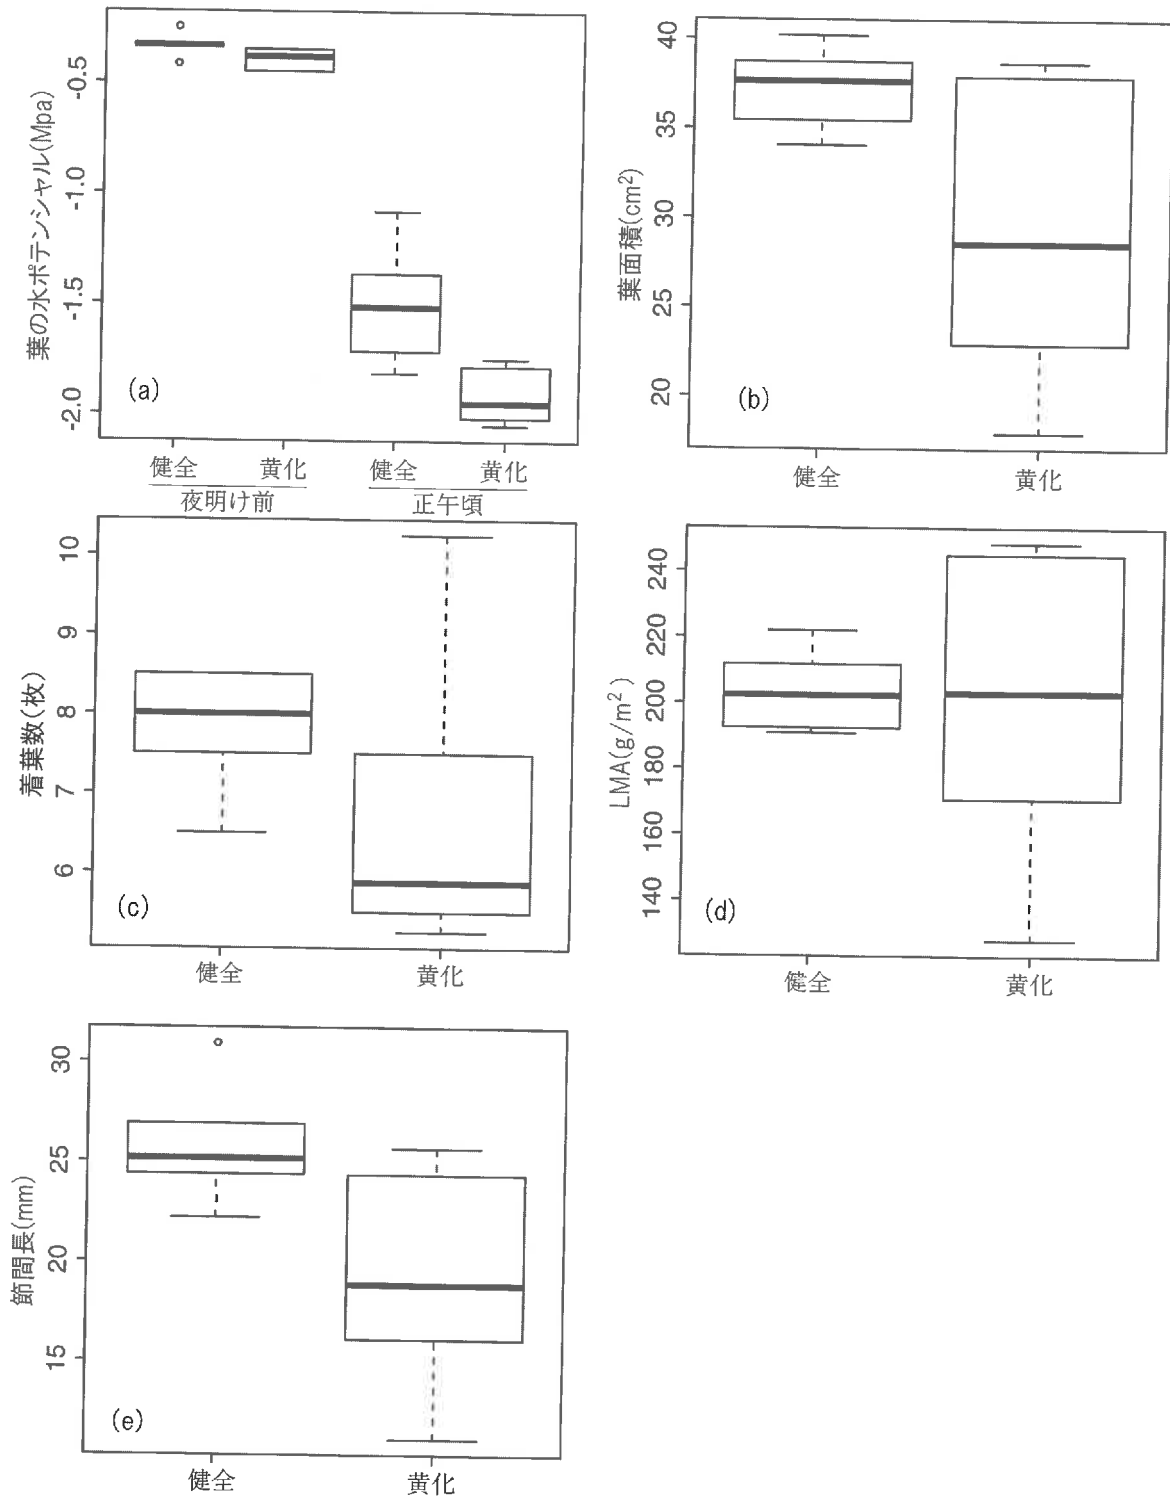 葉の水ポテンシャル(Mpa)
-0.5
-1.0
-1.5
-2.0
(a)
健全 黄化 健全 黄化
夜明け前 正午頃
葉面積(cm²)
40
35
30
25
20
(b)
健全 黄化
着葉数(枚)
10
9
8
7
6
(c)
健全 黄化
LMA(g/m²)
240
220
200
180
160
140
(d)
健全 黄化
節間長(mm)
30
25
20
15
(e)
健全 黄化